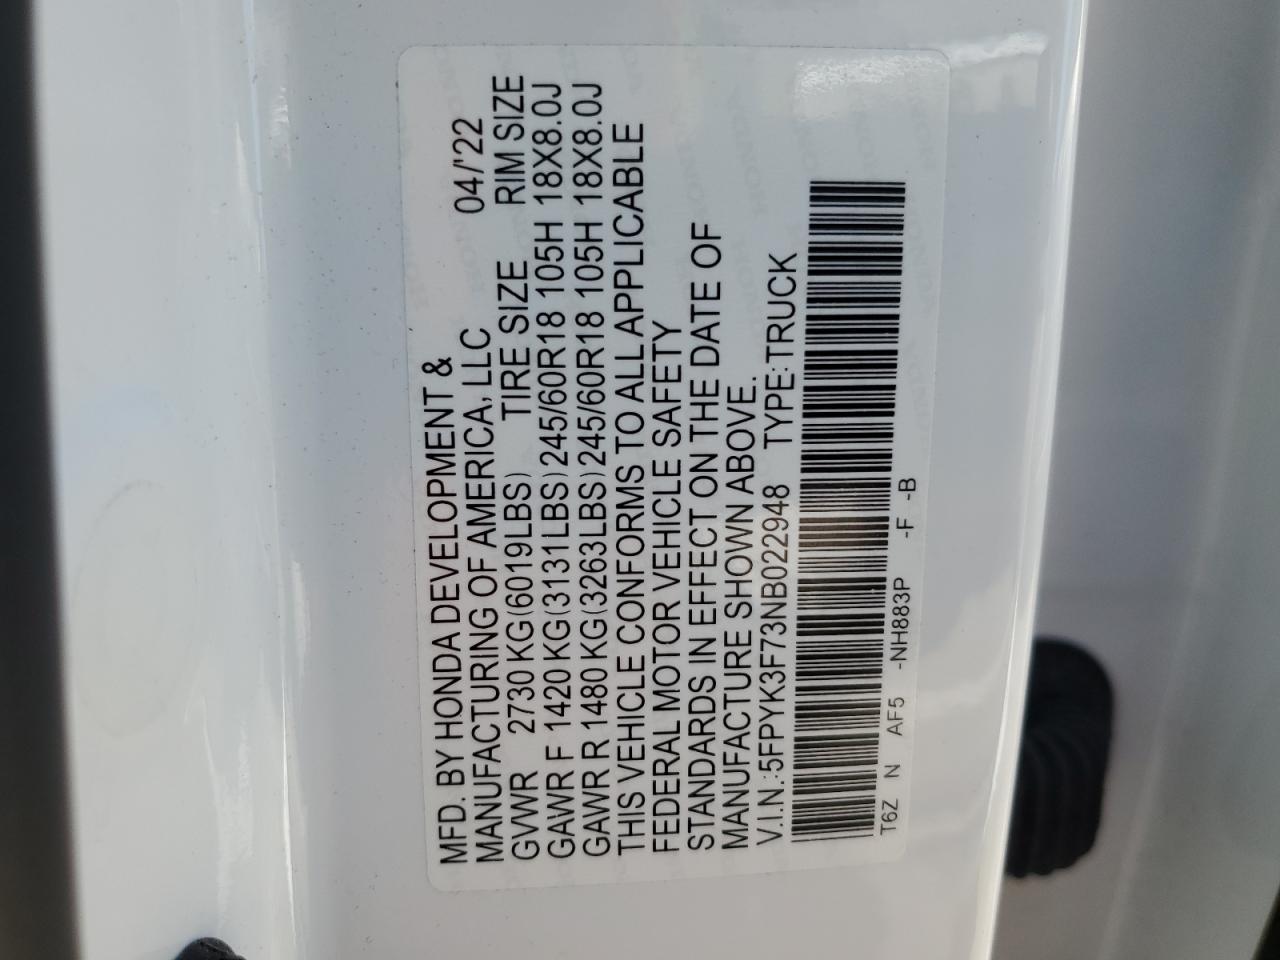 MFD. BY HONDA DEVELOPMENT &
MANUFACTURING OF AMERICA, LLC 04/'22
GVWR 2730 KG(6019LBS) TIRE SIZE RIM SIZE
GAWR F 1420 KG(3131LBS) 245/60R18 105H 18X8.0J
GAWR R 1480 KG(3263LBS) 245/60R18 105H 18X8.0J
THIS VEHICLE CONFORMS TO ALL APPLICABLE
FEDERAL MOTOR VEHICLE SAFETY
STANDARDS IN EFFECT ON THE DATE OF
MANUFACTURE SHOWN ABOVE.
V.I.N.:5FPYK3F73NB022948 TYPE:TRUCK
T6Z N AF5 -NH883P -F -B